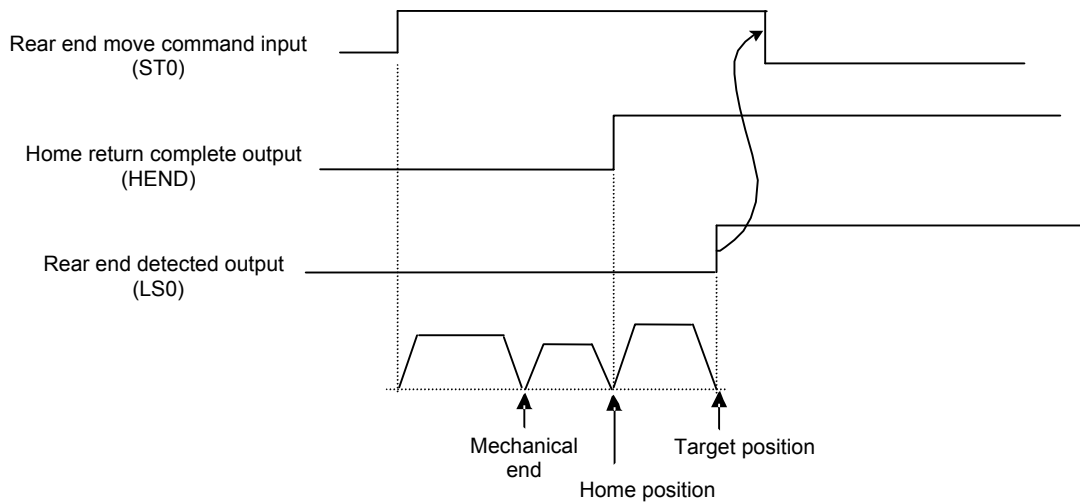 Rear end move command input
(ST0)
Home return complete output
(HEND)
Rear end detected output
(LS0)
Mechanical
end
Target position
Home position